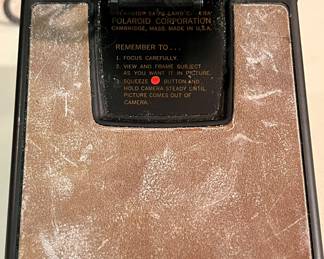 POLAROID CORPORATION
CAMBRIDGE, MASS. MADE IN U.S.A.
REMEMBER TO...
1. FOCUS CAREFULLY.
2. VIEW AND FRAME SUBJECT
AS YOU WANT IT IN PICTURE.
3. SQUEEZE BUTTON AND
HOLD CAMERA STEADY UNTIL
PICTURE COMES OUT OF
CAMERA.